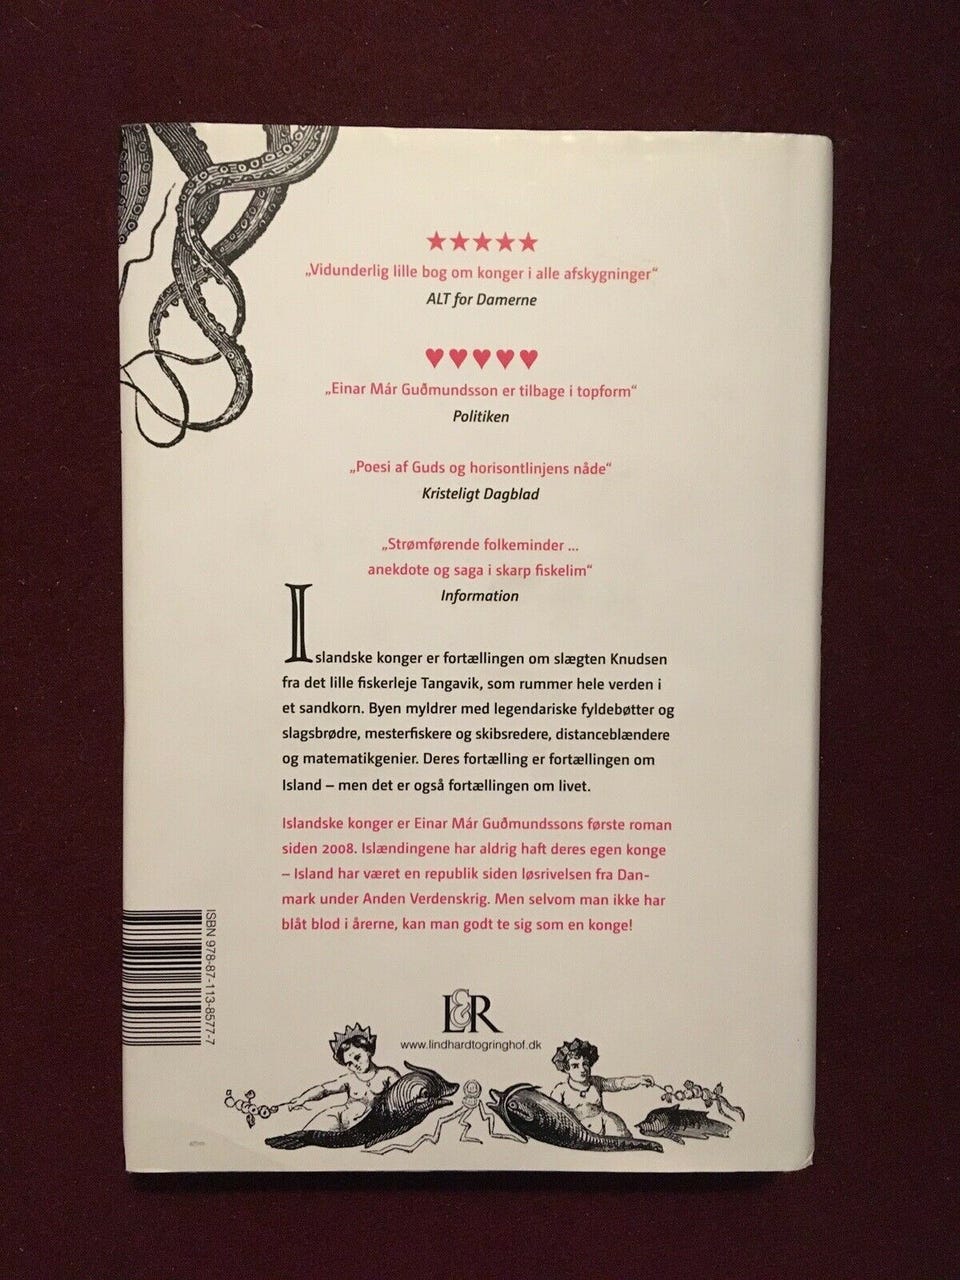 ★★★★★
„Vidunderlig lille bog om konger i alle afskygninger“
ALT for Damerne
♥♥♥♥♥
„Einar Már Guðmundsson er tilbage i topform“
Politiken
„Poesi af Guds og horisontlinjens nåde“
Kristeligt Dagblad
„Strømførende folkeminder ...
anekdote og saga i skarp fiskelim“
Information
Islandske konger er fortællingen om slægten Knudsen
fra det lille fiskerleje Tangavik, som rummer hele verden i
et sandkorn. Byen myldrer med legendariske fyldebøtter og
slagsbrødre, mesterfiskere og skibsredere, distanceblændere
og matematikgenier. Deres fortælling er fortællingen om
Island – men det er også fortællingen om livet.
Islandske konger er Einar Már Guðmundssons første roman
siden 2008. Islændingene har aldrig haft deres egen konge
– Island har været en republik siden løsrivelsen fra Dan-
mark under Anden Verdenskrig. Men selvom man ikke har
blåt blod i årerne, kan man godt te sig som en konge!
ISBN 978-87-113-8577-7
L&R
www.lindhardtogringhof.dk